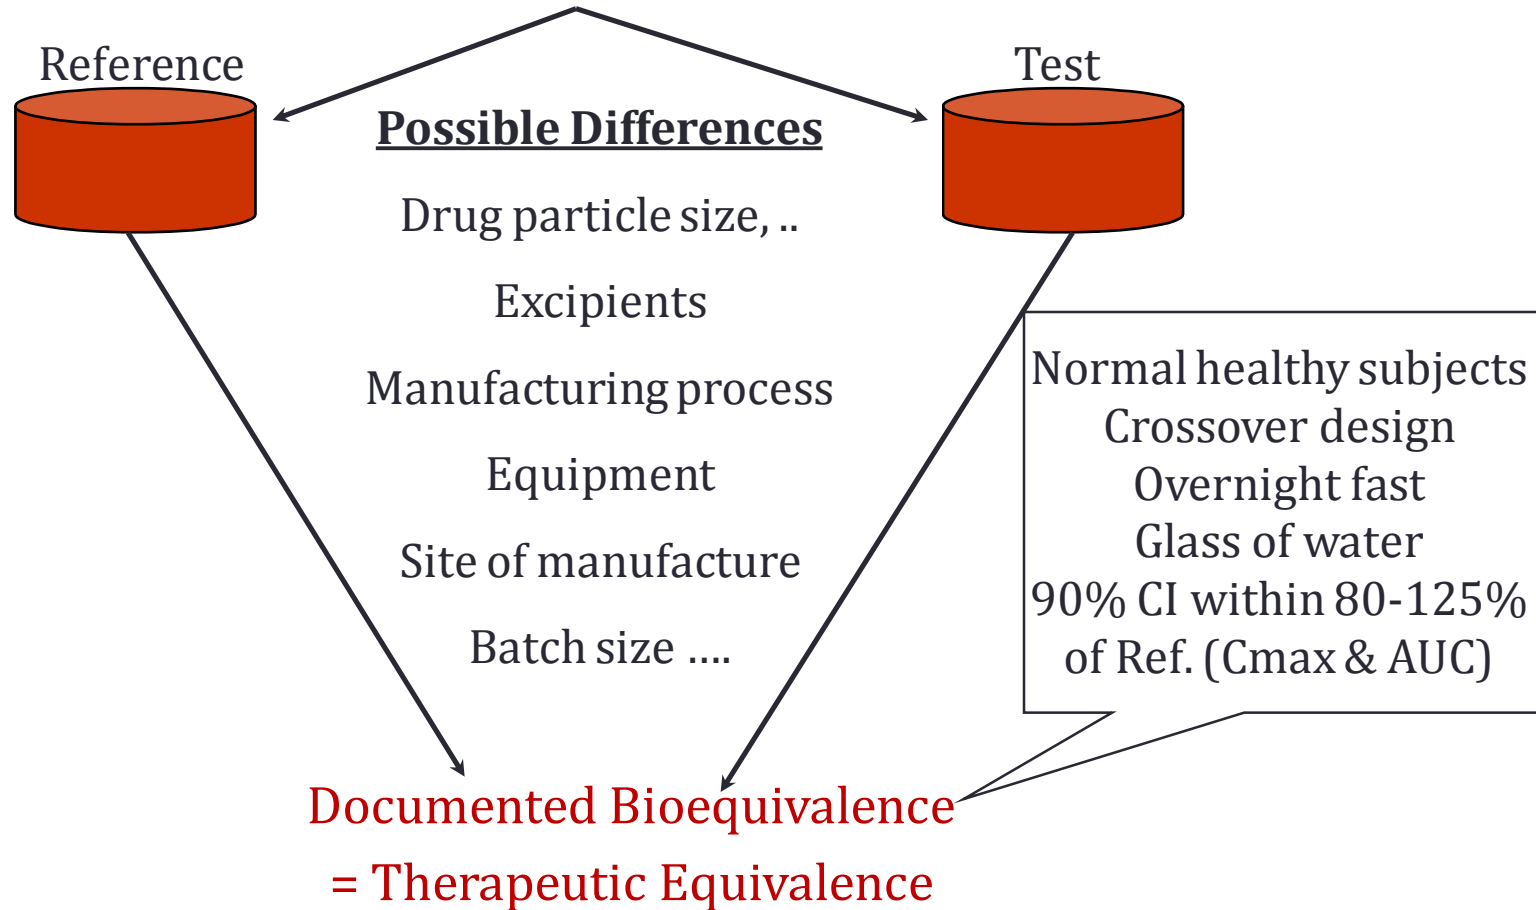 Reference
Test
Possible Differences
Drug particle size, ..
Excipients
Manufacturing process
Equipment
Site of manufacture
Batch size ....
Normal healthy subjects
Crossover design
Overnight fast
Glass of water
90% CI within 80-125%
of Ref. (Cmax & AUC)
Documented Bioequivalence
= Therapeutic Equivalence